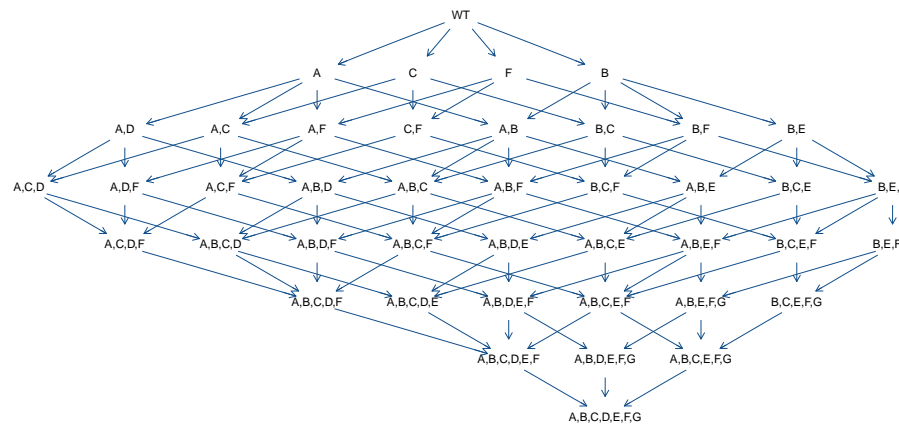 WT
A C F B
A,D A,C A,F C,F A,B B,C B,F B,E
A,C,D A,D,F A,C,F A,B,D A,B,C A,B,F B,C,F A,B,E B,C,E B,E,
A,C,D,F A,B,C,D A,B,D,F A,B,C,F A,B,D,E A,B,C,E A,B,E,F B,C,E,F B,E,F
A,B,C,D,F A,B,C,D,E A,B,D,E,F A,B,C,E,F A,B,E,F,G B,C,E,F,G
A,B,C,D,E,F A,B,D,E,F,G A,B,C,E,F,G
A,B,C,D,E,F,G